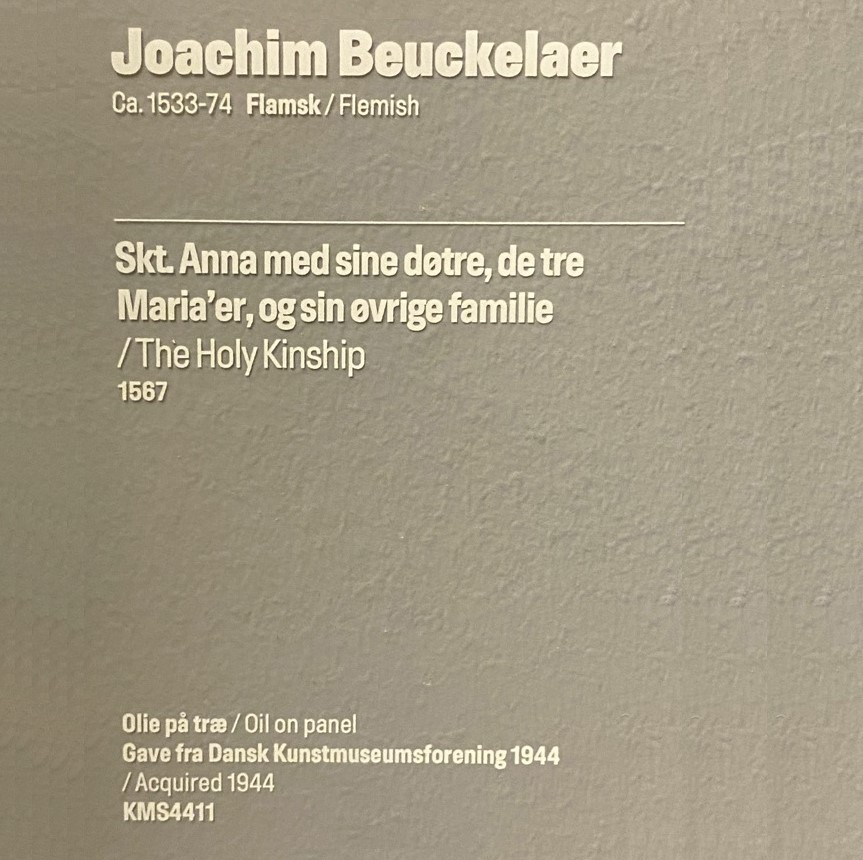 Joachim Beuckelaer
Ca. 1533-74 Flamsk / Flemish
Skt. Anna med sine døtre, de tre
Maria'er, og sin øvrige familie
/ The Holy Kinship
1567
Olie på træ / Oil on panel
Gave fra Dansk Kunstmuseumsforening 1944
/ Acquired 1944
KMS4411